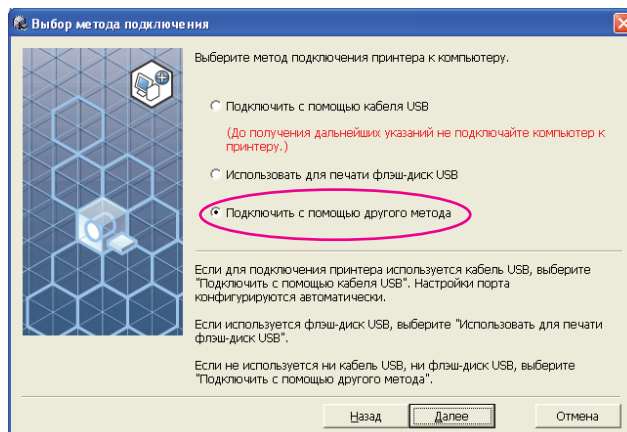 Выбор метода подключения
Выберите метод подключения принтера к компьютеру.
Подключить с помощью кабеля USB
(До получения дальнейших указаний не подключайте компьютер к
принтеру.)
Использовать для печати флэш-диск USB
Подключить с помощью другого метода
Если для подключения принтера используется кабель USB, выберите
"Подключить с помощью кабеля USB". Настройки порта
конфигурируются автоматически.
Если используется флэш-диск USB, выберите "Использовать для печати
флэш-диск USB".
Если не используется ни кабель USB, ни флэш-диск USB, выберите
"Подключить с помощью другого метода".
Назад
Далее
Отмена